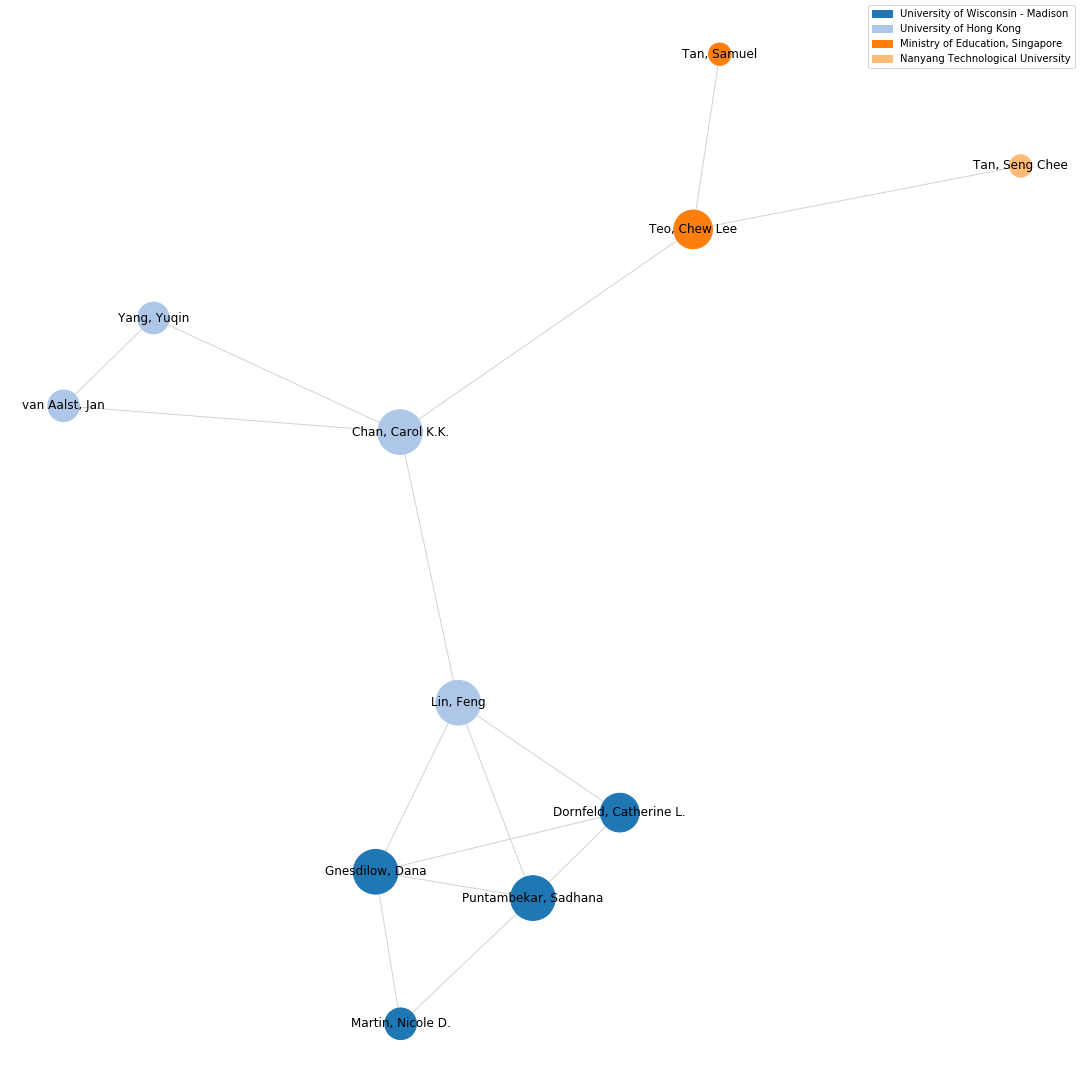 University of Wisconsin - Madison
University of Hong Kong
Ministry of Education, Singapore
Nanyang Technological University
Tan, Samuel
Tan, Seng Chee
Teo, Chew Lee
Yang, Yuqin
van Aalst, Jan
Chan, Carol K.K.
Lin, Feng
Dornfeld, Catherine L.
Gnesdilow, Dana
Puntambekar, Sadhana
Martin, Nicole D.